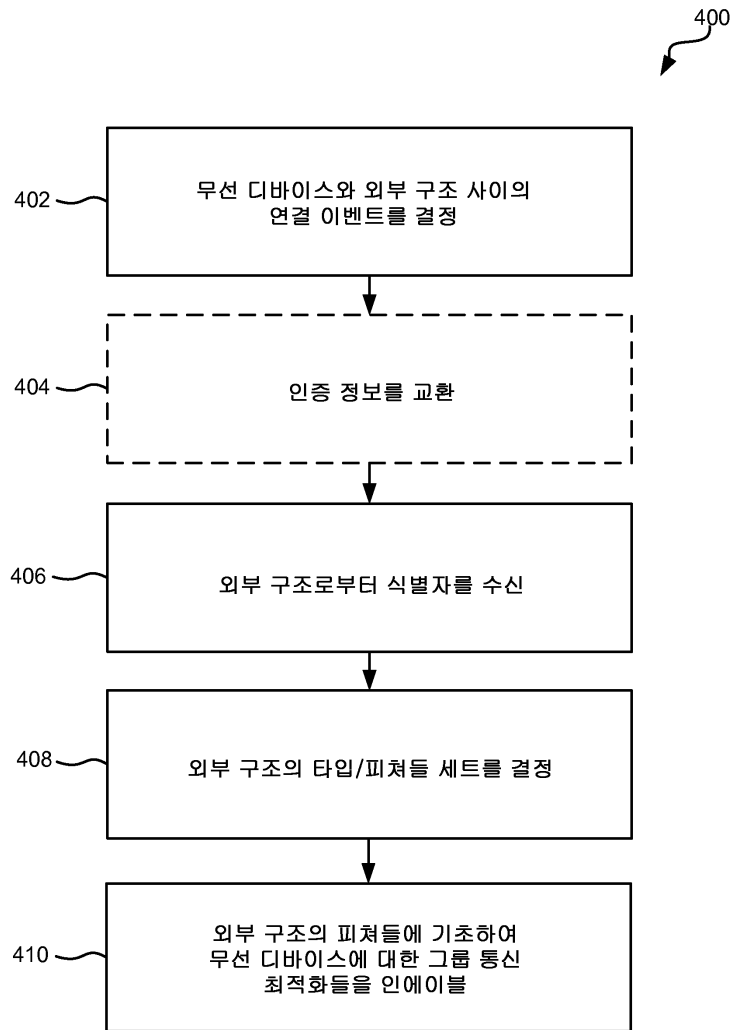 400
402
무선 디바이스와 외부 구조 사이의
연결 이벤트를 결정
404
인증 정보를 교환
406
외부 구조로부터 식별자를 수신
408
외부 구조의 타입/피쳐들 세트를 결정
410
외부 구조의 피쳐들에 기초하여
무선 디바이스에 대한 그룹 통신
최적화들을 인에이블